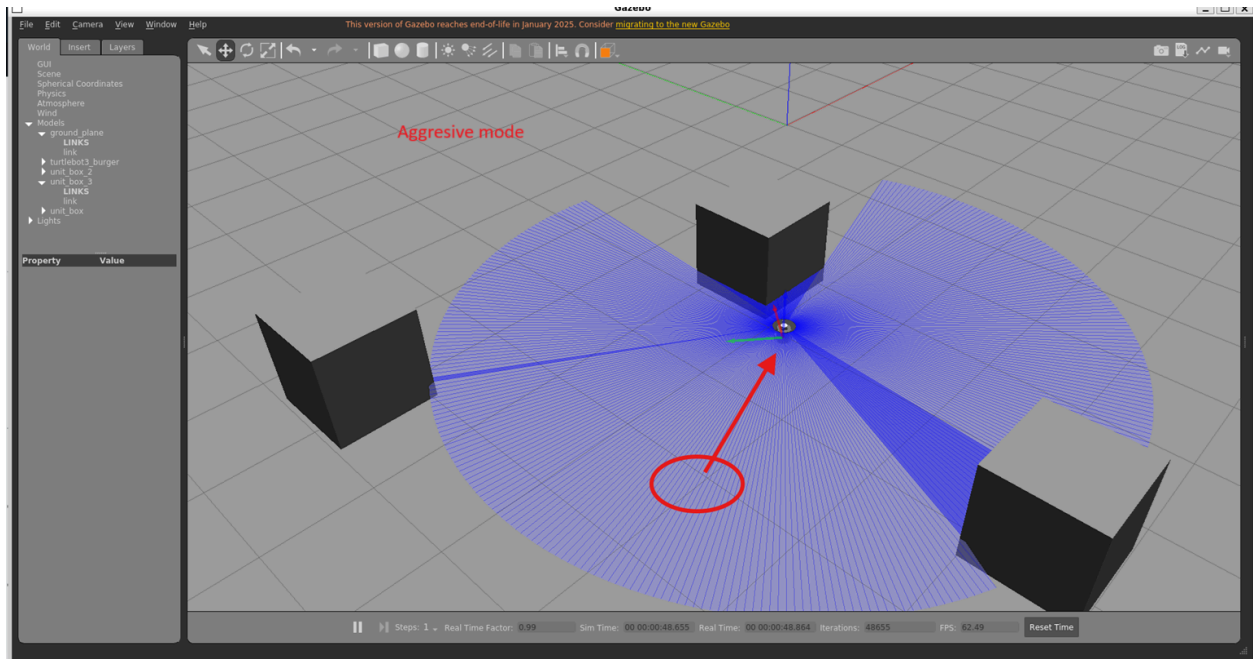 Gazebo
File Edit Camera View Window Help
This version of Gazebo reaches end-of-life in January 2025. Consider migrating to the new Gazebo
World Insert Layers
GUI
Scene
Spherical Coordinates
Physics
Atmosphere
Wind
Models
ground_plane
LINKS
link
turtlebot3_burger
unit_box_2
unit_box_3
LINKS
link
unit_box
Lights
Property Value
Aggresive mode
Steps: 1 Real Time Factor: 0.99 Sim Time: 00 00:00:48.655 Real Time: 00 00:00:48.864 Iterations: 48655 FPS: 62.49 Reset Time